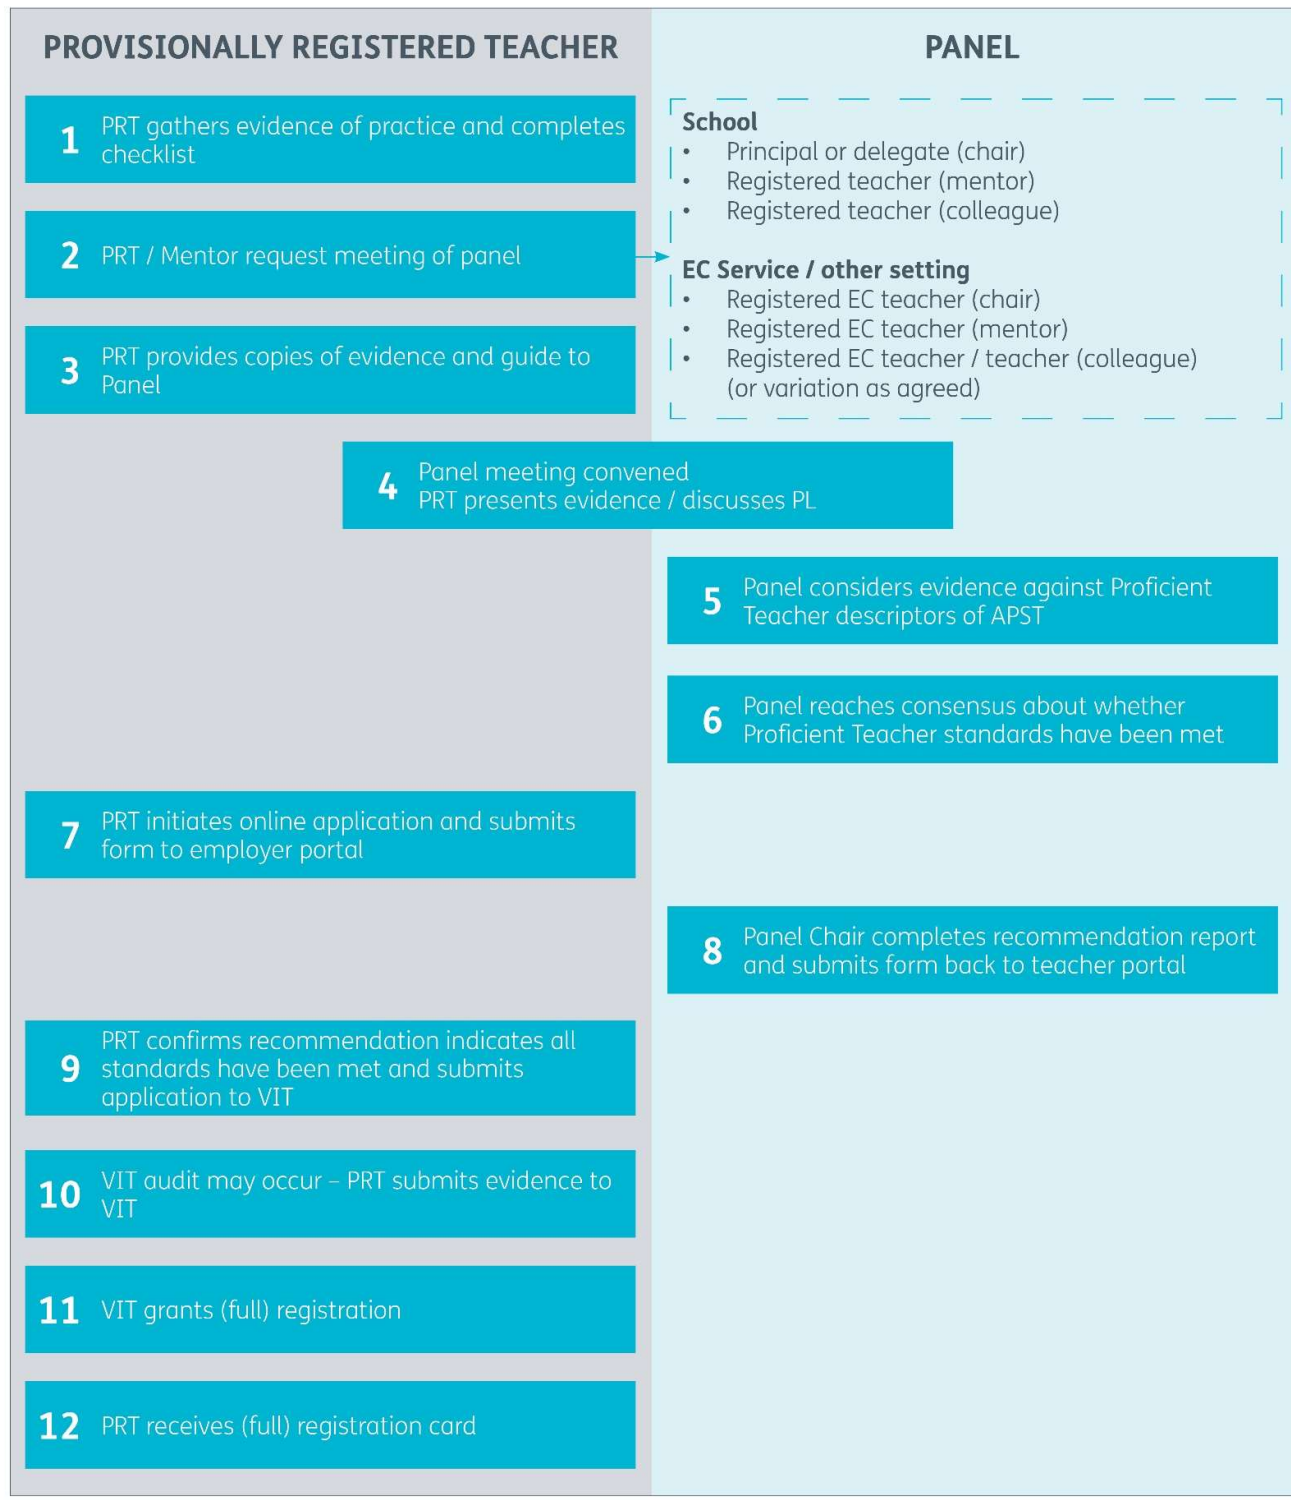 PROVISIONALLY REGISTERED TEACHER
PANEL
1 PRT gathers evidence of practice and completes
checklist
2 PRT / Mentor request meeting of panel
3 PRT provides copies of evidence and guide to
Panel
School
• Principal or delegate (chair)
• Registered teacher (mentor)
• Registered teacher (colleague)
EC Service / other setting
• Registered EC teacher (chair)
• Registered EC teacher (mentor)
• Registered EC teacher / teacher (colleague)
(or variation as agreed)
4 Panel meeting convened
PRT presents evidence / discusses PL
5 Panel considers evidence against Proficient
Teacher descriptors of APST
6 Panel reaches consensus about whether
Proficient Teacher standards have been met
7 PRT initiates online application and submits
form to employer portal
8 Panel Chair completes recommendation report
and submits form back to teacher portal
9 PRT confirms recommendation indicates all
standards have been met and submits
application to VIT
10 VIT audit may occur – PRT submits evidence to
VIT
11 VIT grants (full) registration
12 PRT receives (full) registration card